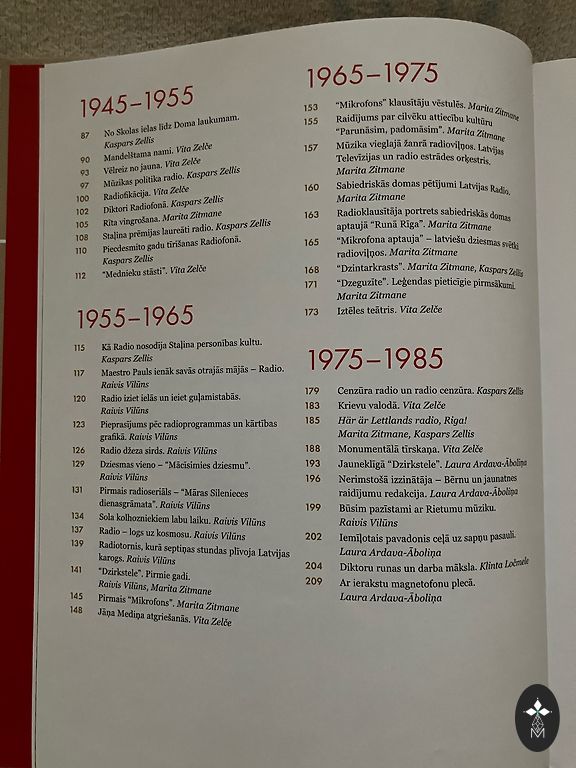 1945–1955
87 No Skolas ielas līdz Doma laukumam.
Kaspars Zellis
90 Mandelštama nami. Vita Zelče
93 Vēlreiz no jauna. Vita Zelče
97 Mūzikas politika radio. Kaspars Zellis
100 Radiofikācija. Vita Zelče
102 Diktori Radiofonā. Kaspars Zellis
105 Rīta vingrošana. Marita Zitmane
108 Staļina prēmijas laureāti radio. Kaspars Zellis
110 Piecdesmito gadu tīrīšanas Radiofonā.
Kaspars Zellis
112 “Mednieku stāsti”. Vita Zelče
1955–1965
115 Kā Radio nosodīja Staļina personības kultu.
Kaspars Zellis
117 Maestro Pauls ienāk savās otrajās mājās – Radio.
Raivis Vilūns
120 Radio iziet ielās un ieiet guļamistabās.
Raivis Vilūns
123 Pieprasījums pēc radioprogrammas un kārtības
grafikā. Raivis Vilūns
126 Radio džeza sirds. Raivis Vilūns
129 Dziesmas vieno – “Mācīsimies dziesmu”.
Raivis Vilūns
131 Pirmais radioseriāls – “Māras Silenieces
dienasgrāmata”. Raivis Vilūns
134 Sola kolhozniekiem labu laiku. Raivis Vilūns
137 Radio – logs uz kosmosu. Raivis Vilūns
139 Radiotornis, kurā septiņas stundas plīvoja Latvijas
karogs. Raivis Vilūns
141 “Dzirkstele”. Pirmie gadi.
Raivis Vilūns, Marita Zitmane
145 Pirmais “Mikrofons”. Marita Zitmane
148 Jāņa Mediņa atgriešanās. Vita Zelče
1965–1975
153 “Mikrofons” klausītāju vēstulēs. Marita Zitmane
155 Raidījums par cilvēku attiecību kultūru
“Parunāsim, padomāsim”. Marita Zitmane
157 Mūzika vieglajā žanrā radioviļņos. Latvijas
Televīzijas un radio estrādes orķestris.
Marita Zitmane
160 Sabiedriskās domas pētījumi Latvijas Radio.
Marita Zitmane
163 Radioklausītāja portrets sabiedriskās domas
aptaujā “Runā Rīga”. Marita Zitmane
165 “Mikrofona aptauja” – latviešu dziesmas svētki
radioviļņos. Marita Zitmane
168 “Dzintarkrasts”. Marita Zitmane, Kaspars Zellis
171 “Dzeguzīte”. Leģendas pieticīgie pirmsākumi.
Marita Zitmane
173 Iztēles teātris. Vita Zelče
1975–1985
179 Cenzūra radio un radio cenzūra. Kaspars Zellis
183 Krievu valodā. Vita Zelče
185 Här är Lettlands radio, Riga!
Marita Zitmane, Kaspars Zellis
188 Monumentālā tīrskaņa. Vita Zelče
193 Jauneklīgā “Dzirkstele”. Laura Ardava-Āboliņa
196 Nerimstošā izzinātāja – Bērnu un jaunatnes
raidījumu redakcija. Laura Ardava-Āboliņa
199 Būsim pazīstami ar Rietumu mūziku.
Raivis Vilūns
202 Iemīļotais pavadonis ceļā uz sapņu pasauli.
Laura Ardava-Āboliņa
204 Diktoru runas un darba māksla. Klinta Ločmele
209 Ar ierakstu magnetofonu plecā.
Laura Ardava-Āboliņa
M